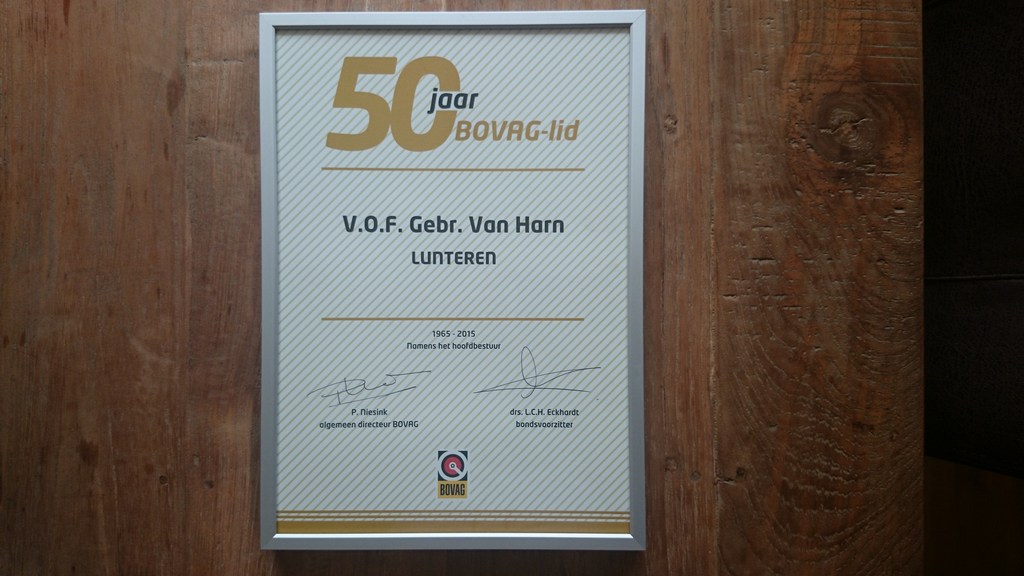 50 jaar
BOVAG-lid
V.O.F. Gebr. Van Harn
LUNTEREN
1965 - 2015
Namens het hoofdbestuur
P. Niesink
algemeen directeur BOVAG
drs. L.C.H. Eckhardt
bondsvoorzitter
BOVAG